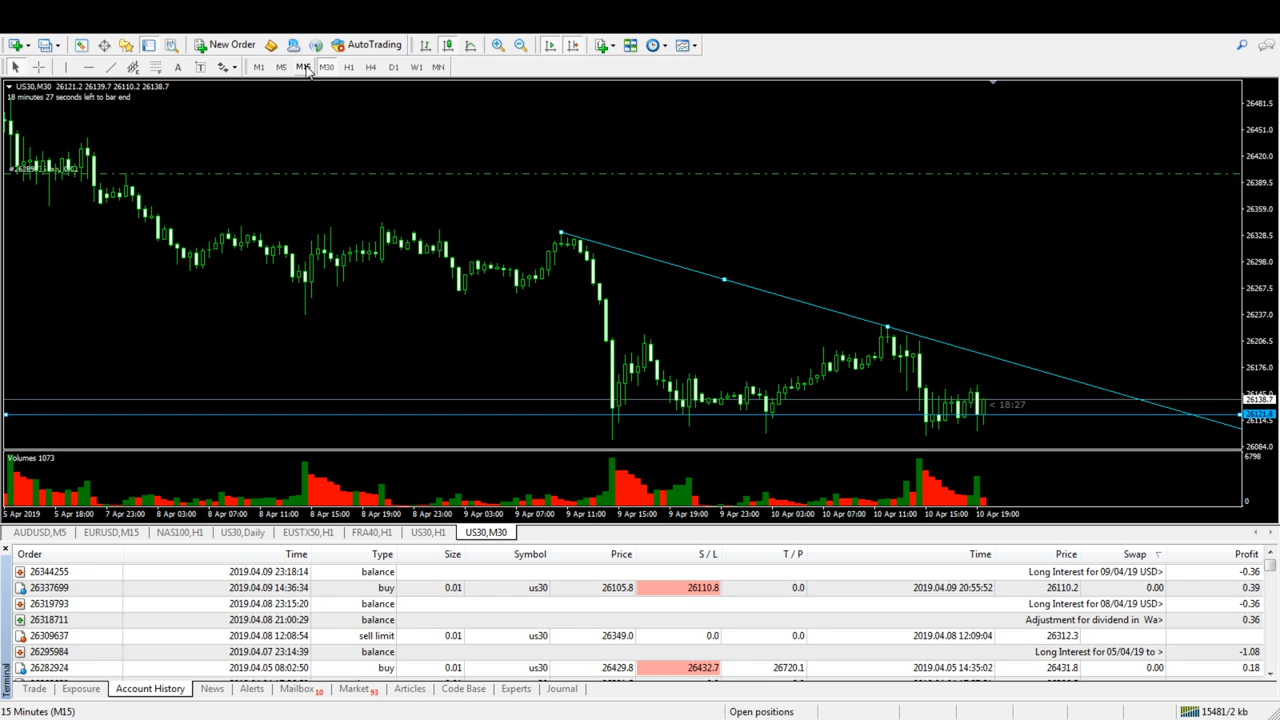 New Order AutoTrading
A T M1 M5 M15 M30 H1 H4 D1 W1 MN
US30,M30 26121.2 26139.7 26110.2 26138.7
18 minutes 27 seconds left to bar end
26481.5
26451.0
26420.0
26389.5
26359.0
26328.5
26298.0
26267.5
26237.0
26206.5
26176.0
26138.7
< 18:27
26121.8
26114.5
26084.0
Volumes 1073
6798
0
5 Apr 2019 5 Apr 18:00 7 Apr 23:00 8 Apr 03:00 8 Apr 07:00 8 Apr 11:00 8 Apr 15:00 8 Apr 19:00 8 Apr 23:00 9 Apr 03:00 9 Apr 07:00 9 Apr 11:00 9 Apr 15:00 9 Apr 19:00 9 Apr 23:00 10 Apr 03:00 10 Apr 07:00 10 Apr 11:00 10 Apr 15:00 10 Apr 19:00
AUDUSD,M5 EURUSD,M15 NAS100,H1 US30,Daily EUSTX50,H1 FRA40,H1 US30,H1 US30,M30
Order Time Type Size Symbol Price S / L T / P Time Price Swap Profit
26344255 2019.04.09 23:18:14 balance Long Interest for 09/04/19 USD> -0.36
26337699 2019.04.09 14:36:34 buy 0.01 us30 26105.8 26110.8 0.0 2019.04.09 20:55:52 26110.2 0.00 0.39
26319793 2019.04.08 23:15:20 balance Long Interest for 08/04/19 USD> -0.36
26318711 2019.04.08 21:00:29 balance Adjustment for dividend in Wa> 0.36
26309637 2019.04.08 12:08:54 sell limit 0.01 us30 26349.0 0.0 0.0 2019.04.08 12:09:04 26312.3
26295984 2019.04.07 23:14:39 balance Long Interest for 05/04/19 to > -1.08
26282924 2019.04.05 08:02:50 buy 0.01 us30 26429.8 26432.7 26720.1 2019.04.05 14:35:02 26431.8 0.00 0.18
Terminal
Trade Exposure Account History News Alerts Mailbox 10 Market 93 Articles Code Base Experts Journal
15 Minutes (M15) Open positions 15481/2 kb